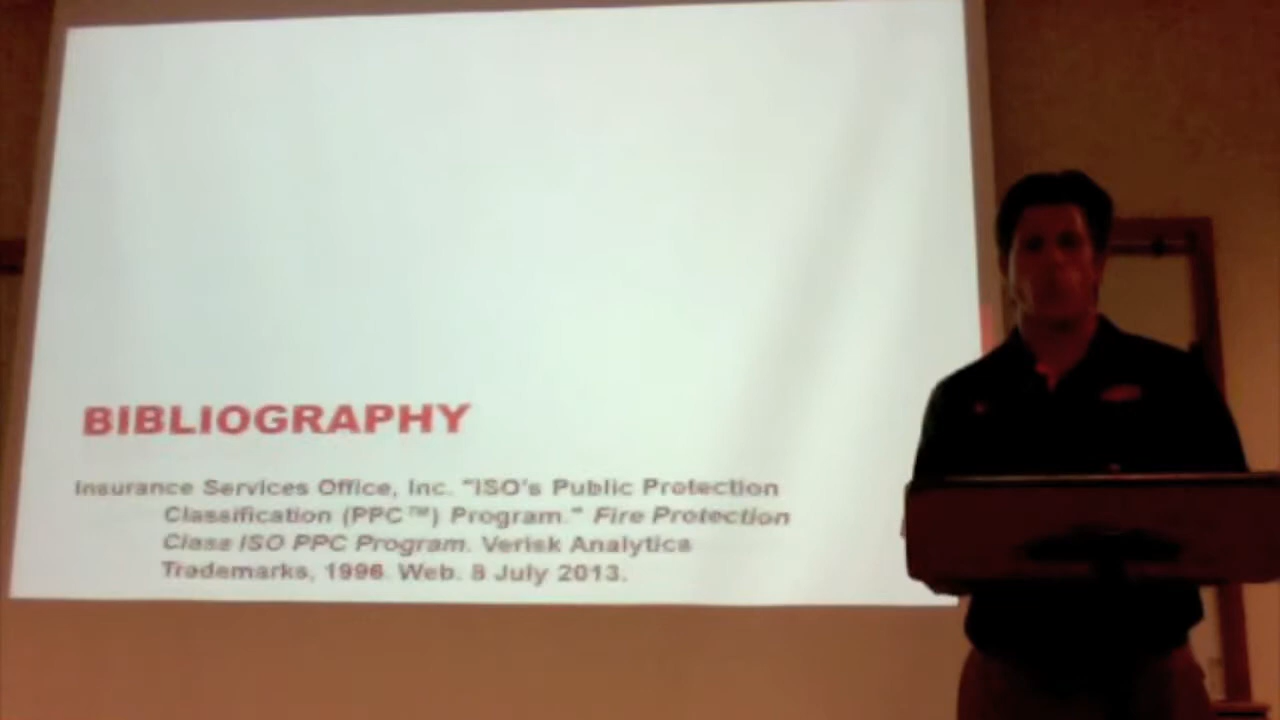 BIBLIOGRAPHY
Insurance Services Office, Inc. "ISO's Public Protection
Classification (PPC™) Program." Fire Protection
Class ISO PPC Program. Verisk Analytics
Trademarks, 1996. Web. 8 July 2013.